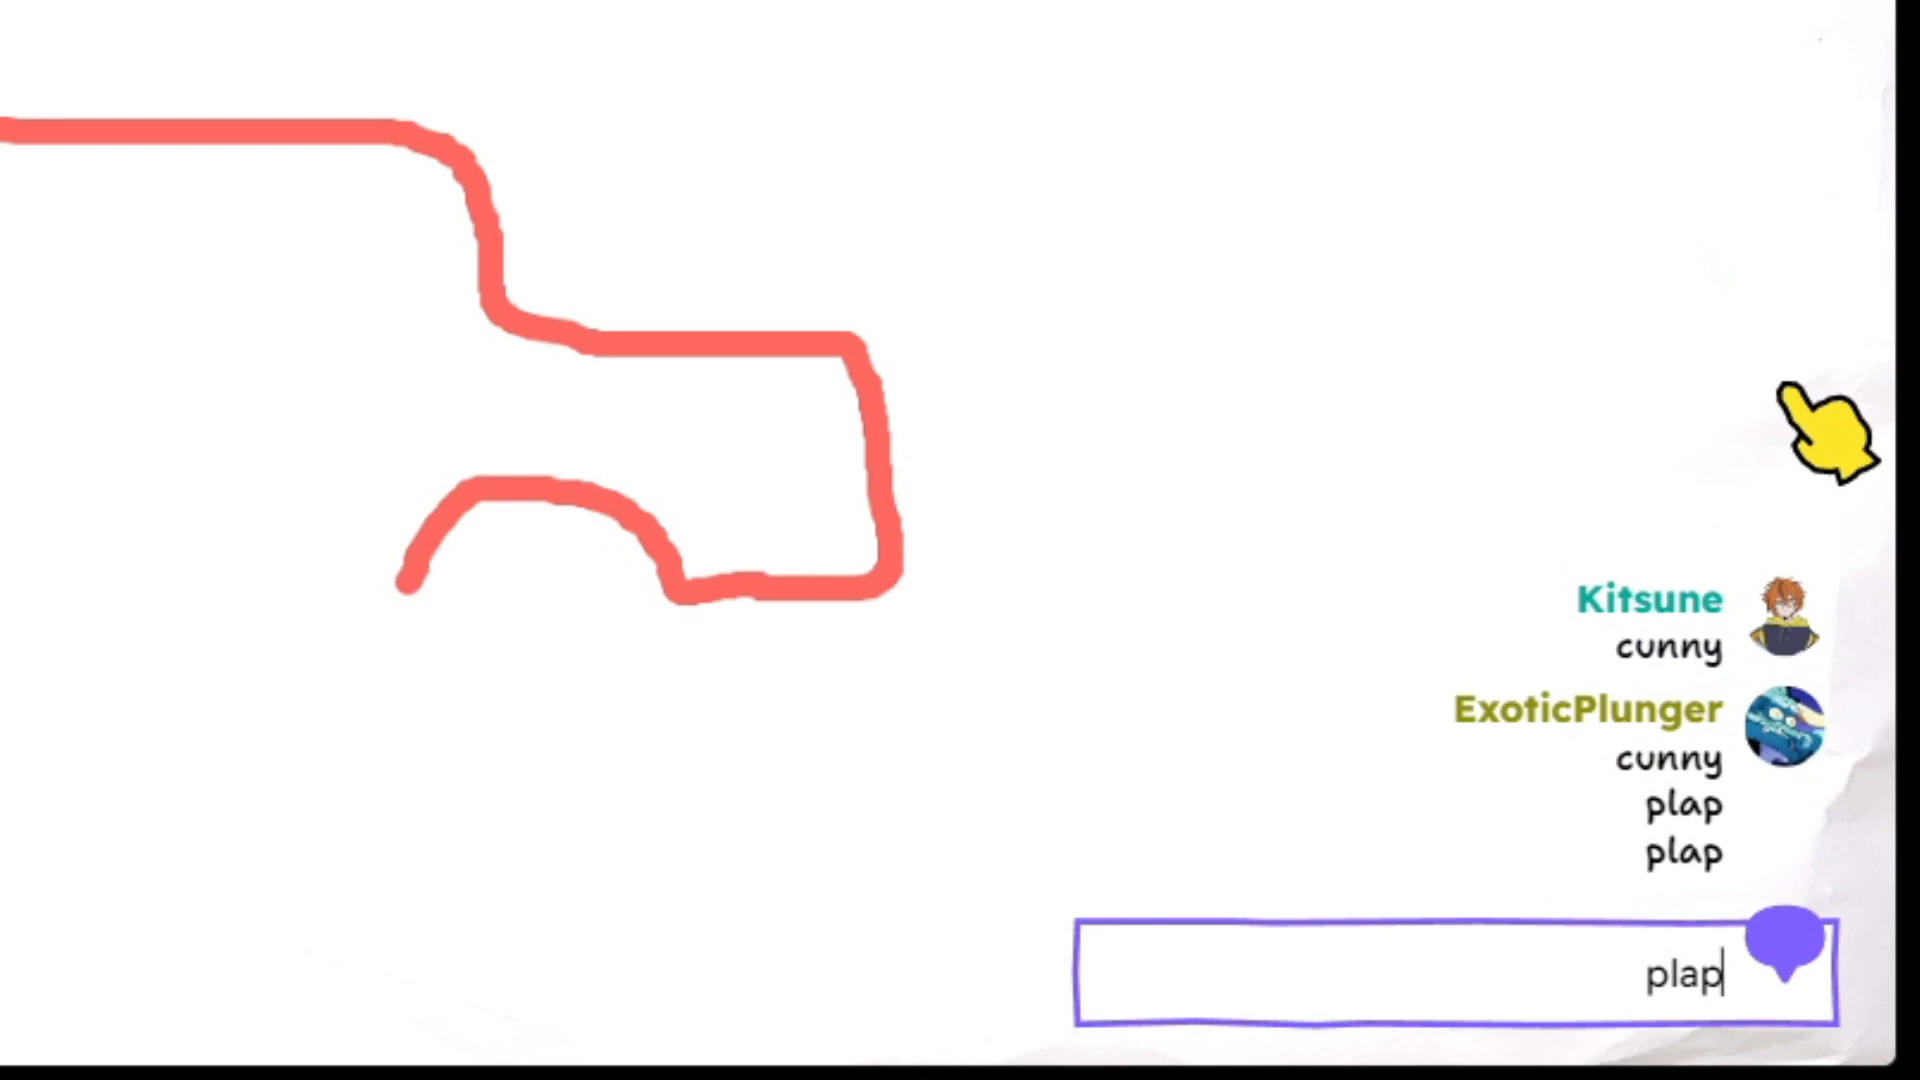 Kitsune
cunny
ExoticPlunger
cunny
plap
plap
plap